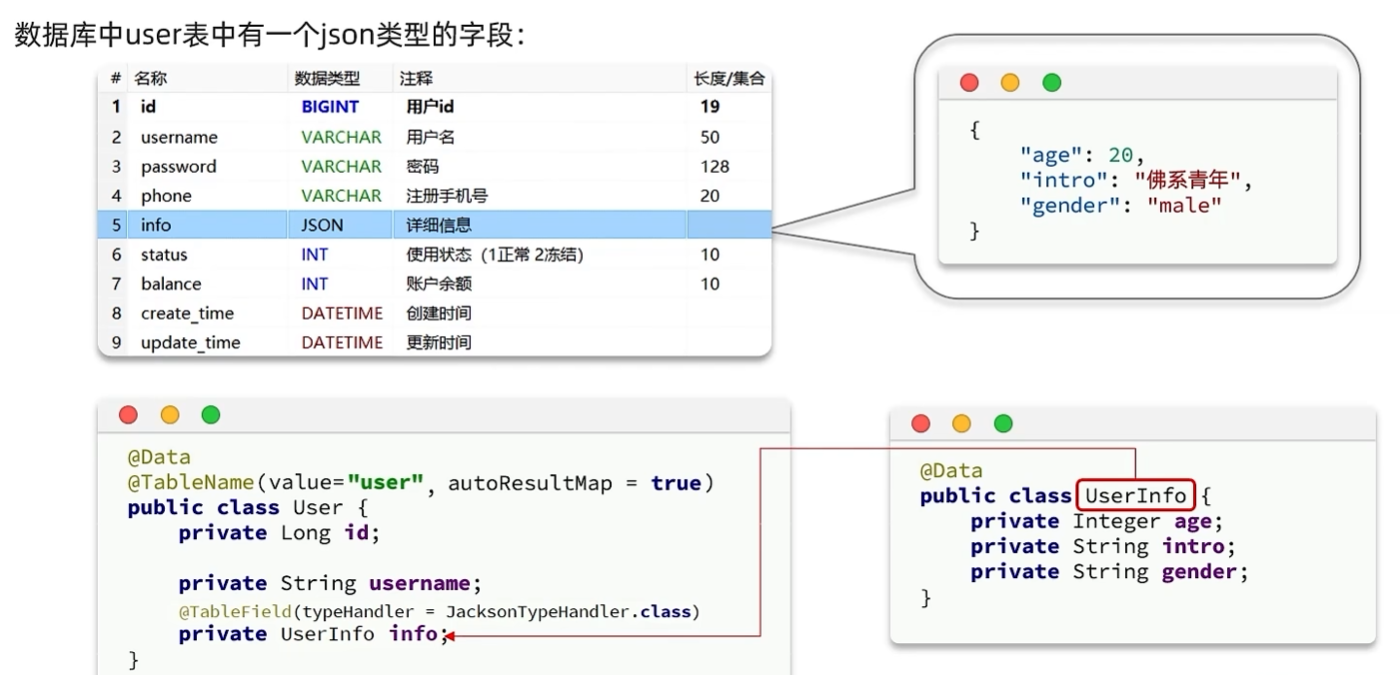 数据库中user表中有一个json类型的字段：
# 名称 数据类型 注释 长度/集合
1 id BIGINT 用户id 19
2 username VARCHAR 用户名 50
3 password VARCHAR 密码 128
4 phone VARCHAR 注册手机号 20
5 info JSON 详细信息
6 status INT 使用状态（1正常 2冻结） 10
7 balance INT 账户余额 10
8 create_time DATETIME 创建时间
9 update_time DATETIME 更新时间
{
"age": 20,
"intro": "佛系青年",
"gender": "male"
}
@Data
@TableName(value="user", autoResultMap = true)
public class User {
private Long id;
private String username;
@TableField(typeHandler = JacksonTypeHandler.class)
private UserInfo info;
}
@Data
public class UserInfo {
private Integer age;
private String intro;
private String gender;
}